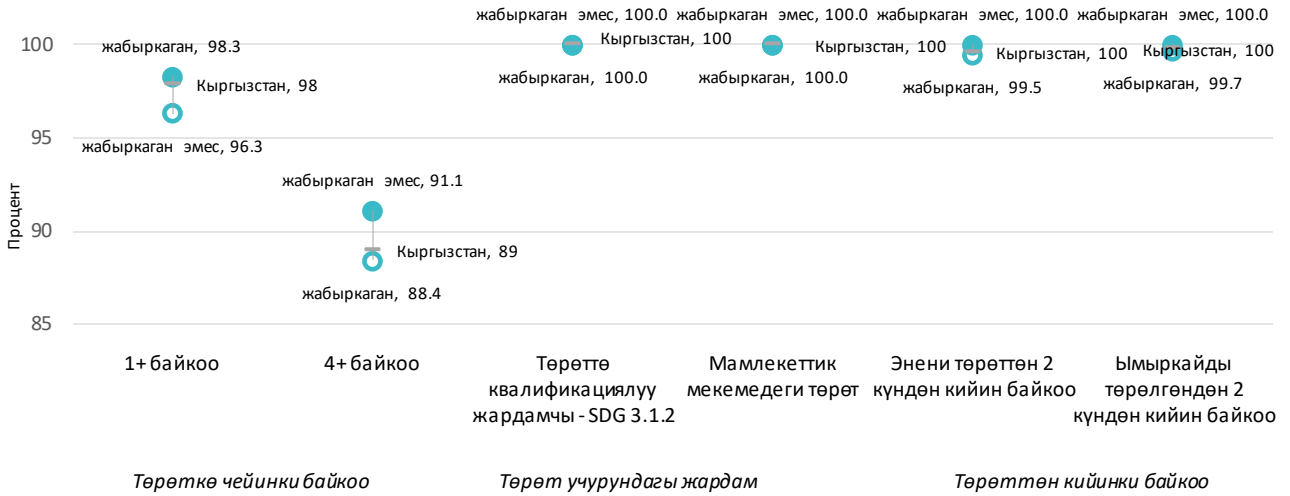 жабыркаган эмес, 100.0
жабыркаган эмес, 100.0
жабыркаган эмес, 100.0
жабыркаган эмес, 100.0
100
жабыркаган, 98.3
Кыргызстан, 98
Кыргызстан, 100
жабыркаган, 100.0
Кыргызстан, 100
жабыркаган, 100.0
Кыргызстан, 100
жабыркаган, 99.5
Кыргызстан, 100
жабыркаган, 99.7
95
жабыркаган эмес, 96.3
жабыркаган эмес, 91.1
Процент
90
Кыргызстан, 89
жабыркаган, 88.4
85
1+ байкоо
4+ байкоо
Төрөттө
квалификациялуу
жардамчы - SDG 3.1.2
Мамлекеттик
мекемедеги төрөт
Энени төрөттөн 2
күндөн кийин байкоо
Ымыркайды
төрөлгөндөн 2
күндөн кийин байкоо
Төрөткө чейинки байкоо
Төрөт учурундагы жардам
Төрөттөн кийинки байкоо